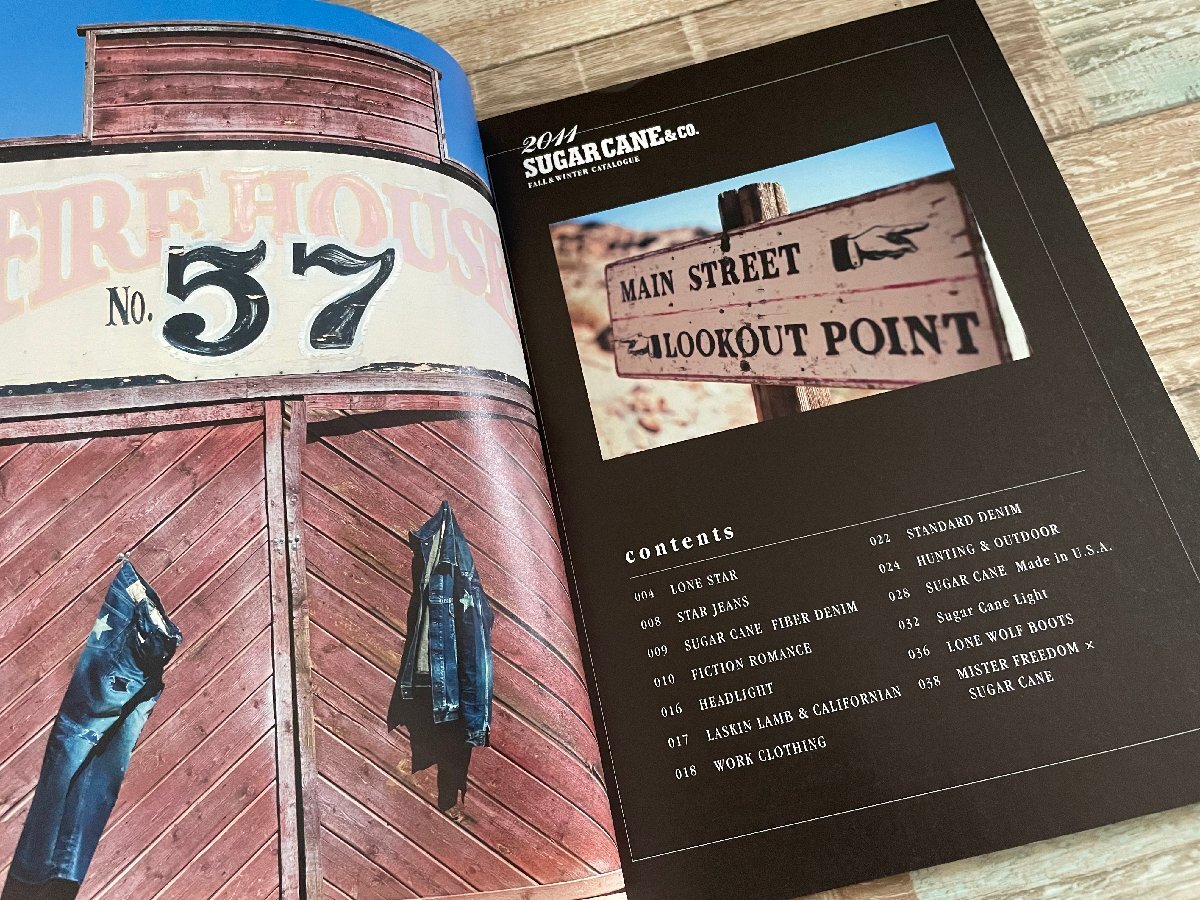 FIRE HOUSE
No. 57
2011
SUGAR CANE & CO.
FALL & WINTER CATALOGUE
MAIN STREET
LOOKOUT POINT
contents
004 LONE STAR
008 STAR JEANS
009 SUGAR CANE FIBER DENIM
010 FICTION ROMANCE
016 HEADLIGHT
017 LASKIN LAMB & CALIFORNIAN
018 WORK CLOTHING
022 STANDARD DENIM
024 HUNTING & OUTDOOR
028 SUGAR CANE Made in U.S.A.
032 Sugar Cane Light
036 LONE WOLF BOOTS
038 MISTER FREEDOM ×
SUGAR CANE